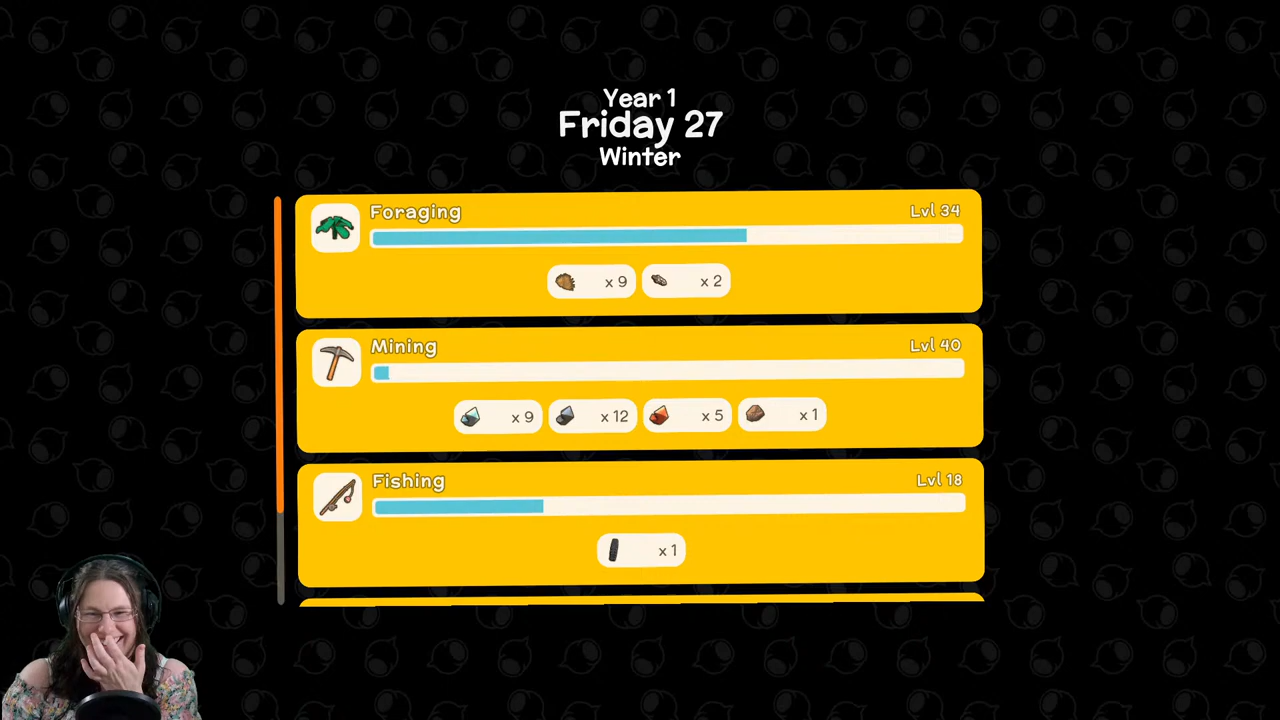 Year 1
Friday 27
Winter
Foraging Lvl 34
x 9 x 2
Mining Lvl 40
x 9 x 12 x 5 x 1
Fishing Lvl 18
x 1